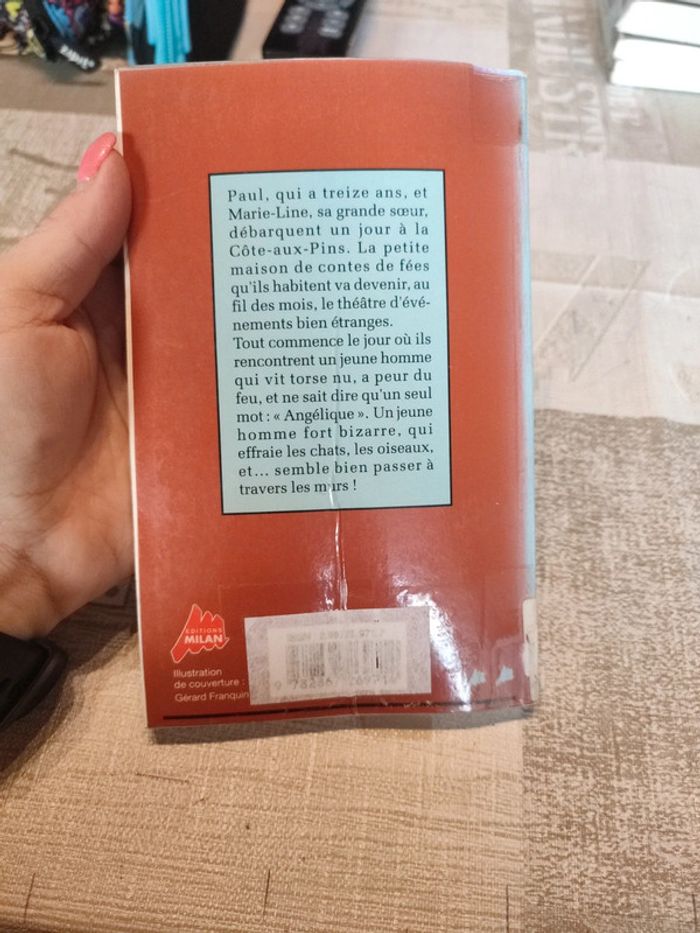 Paul, qui a treize ans, et
Marie-Line, sa grande sœur,
débarquent un jour à la
Côte-aux-Pins. La petite
maison de contes de fées
qu'ils habitent va devenir, au
fil des mois, le théâtre d'évé-
nements bien étranges.
Tout commence le jour où ils
rencontrent un jeune homme
qui vit torse nu, a peur du
feu, et ne sait dire qu'un seul
mot : « Angélique ». Un jeune
homme fort bizarre, qui
effraie les chats, les oiseaux,
et... semble bien passer à
travers les murs !
EDITIONS
MILAN
Illustration
de couverture :
Gérard Franquin
ISBN